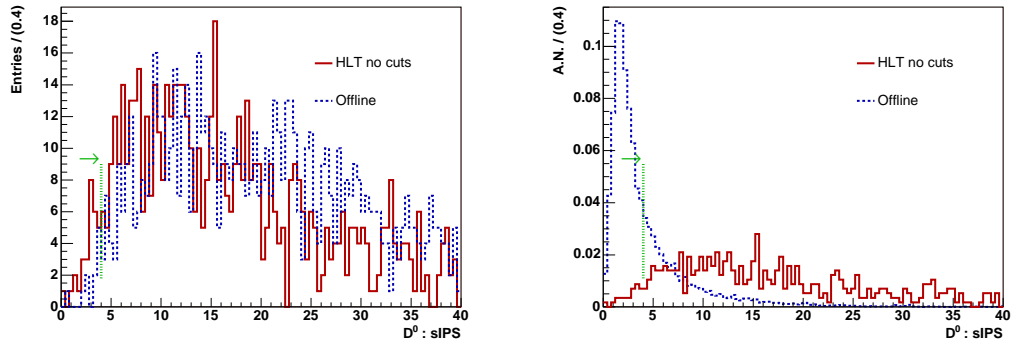 Entries / (0.4)
18
16
14
12
10
8
6
4
2
0
HLT no cuts
Offline
0 5 10 15 20 25 30 35 40
D⁰ : sIPS
A.N. / (0.4)
0.1
0.08
0.06
0.04
0.02
0
HLT no cuts
Offline
0 5 10 15 20 25 30 35 40
D⁰ : sIPS